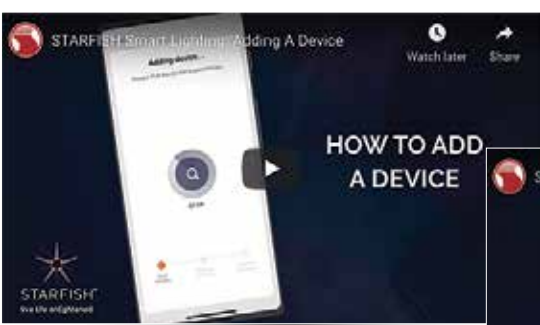 STARFISH Smart Lighting: Adding A Device
Watch later
Share
Adding device...
HOW TO ADD
A DEVICE
S
STARFISH
live life enlightened